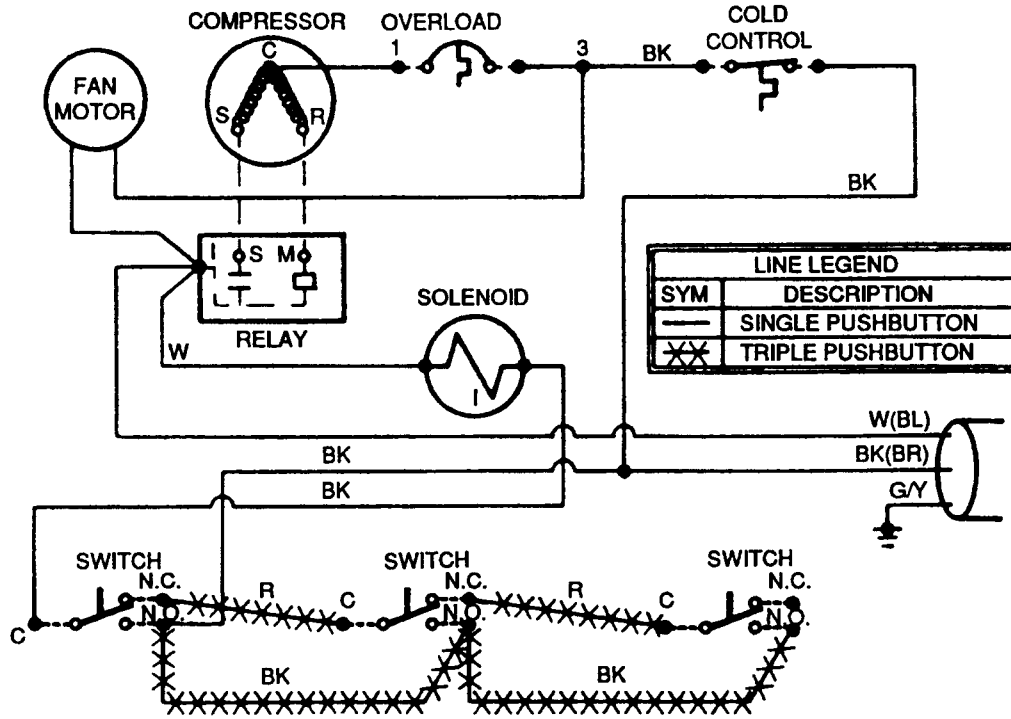 COMPRESSOR
OVERLOAD
COLD
CONTROL
FAN
MOTOR
C
1
3
BK
S
R
BK
S
M
RELAY
SOLENOID
W
LINE LEGEND
SYM DESCRIPTION
SINGLE PUSHBUTTON
TRIPLE PUSHBUTTON
W(BL)
BK
BK(BR)
BK
G/Y
SWITCH
SWITCH
SWITCH
N.C.
R
C
N.C.
R
C
N.C.
C
N.O.
N.O.
N.O.
BK
BK